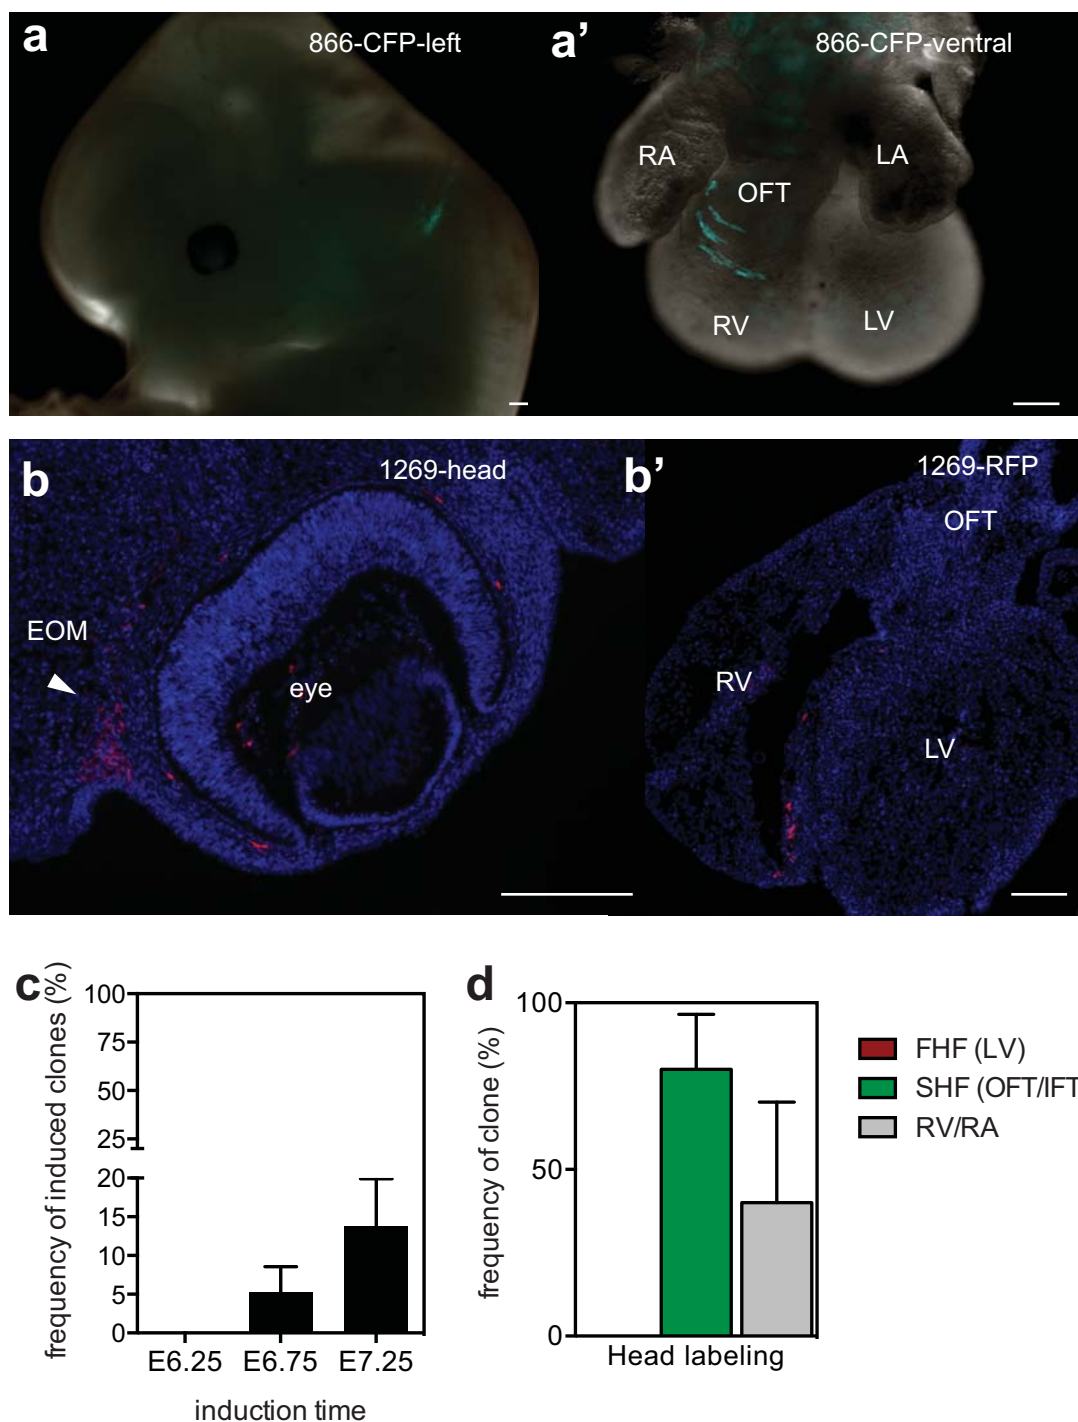 a
866-CFP-left
a'
866-CFP-ventral
RA
LA
OFT
RV
LV
b
1269-head
EOM
eye
b'
1269-RFP
OFT
RV
LV
c
frequency of induced clones (%)
100
75
50
25
20
15
10
5
0
E6.25 E6.75 E7.25
induction time
d
frequency of clone (%)
100
50
0
Head labeling
FHF (LV)
SHF (OFT/IFT
RV/RA